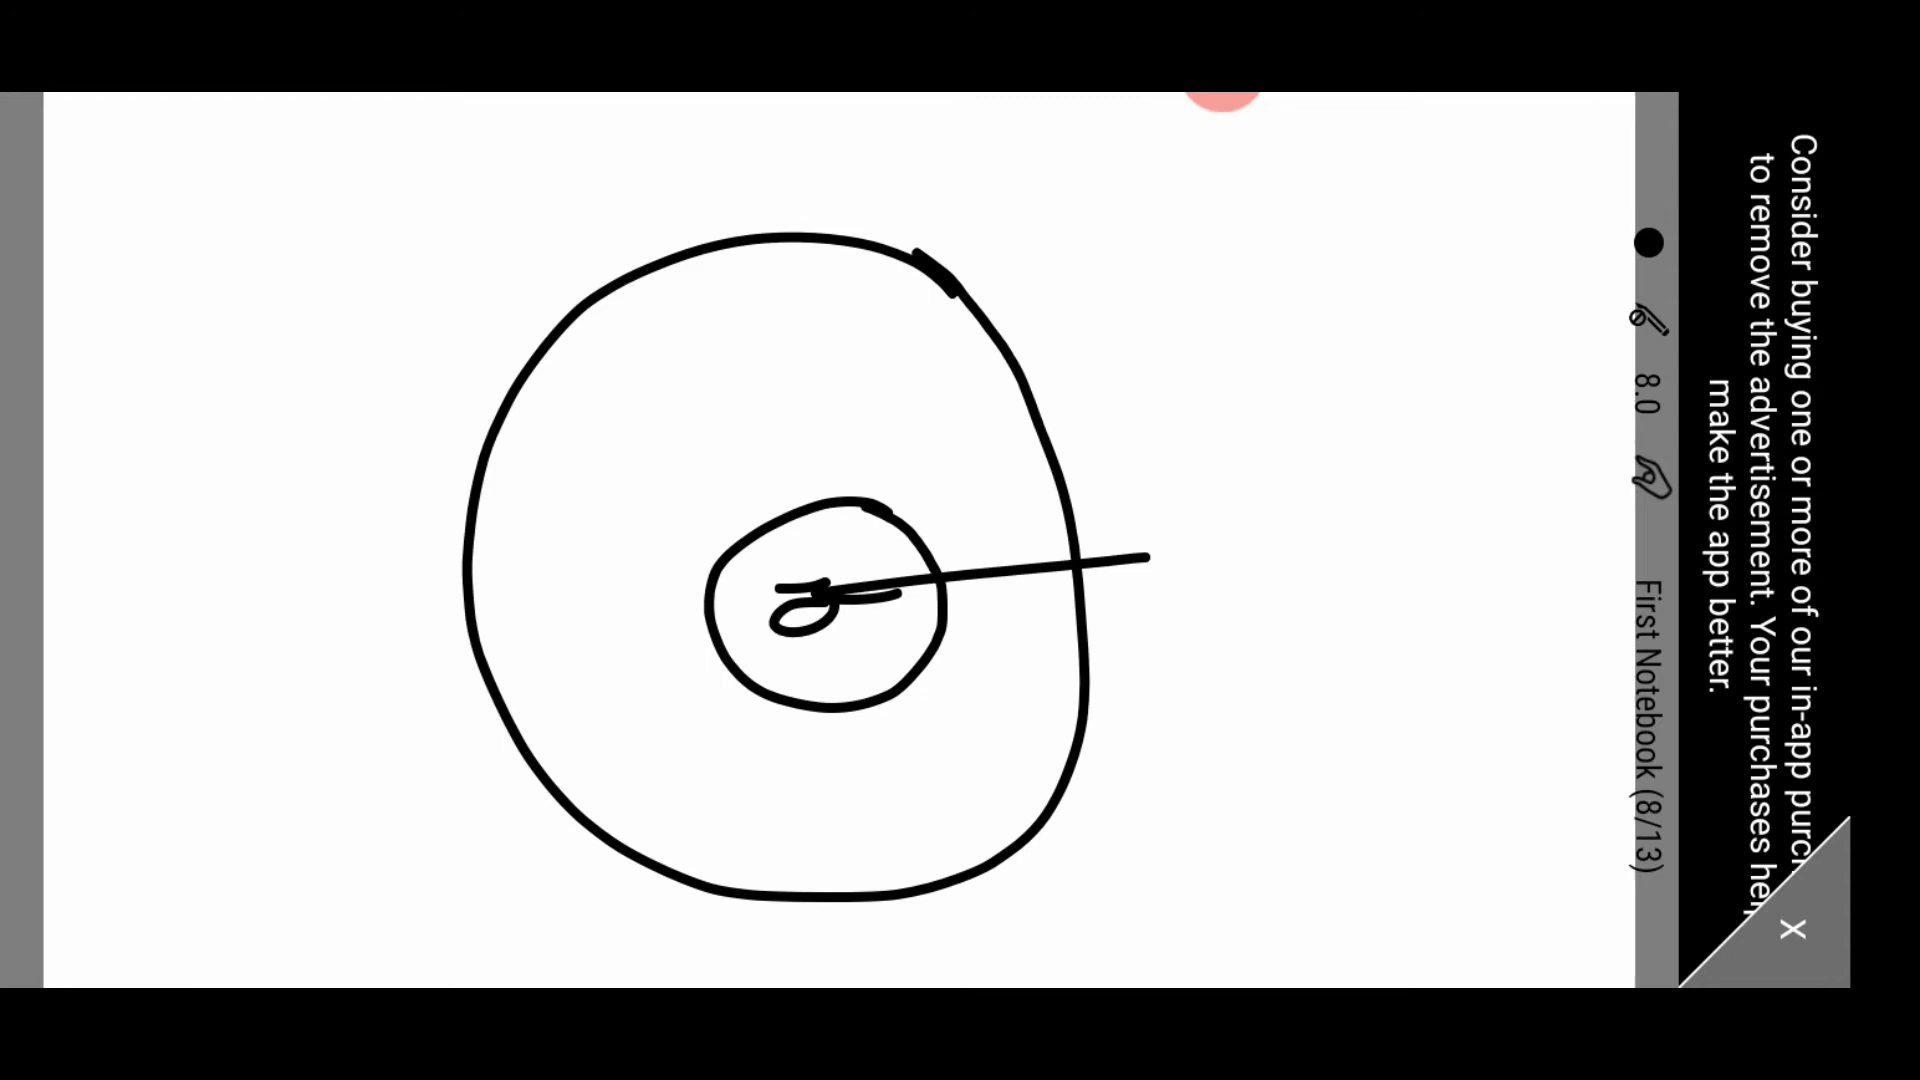 Consider buying one or more of our in-app purc
to remove the advertisement. Your purchases hel
make the app better.
8.0
First Notebook (8/13)
X